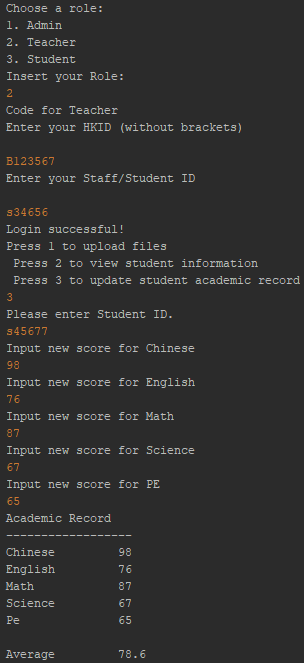 Choose a role:
1. Admin
2. Teacher
3. Student
Insert your Role:
2
Code for Teacher
Enter your HKID (without brackets)
B123567
Enter your Staff/Student ID
s34656
Login successful!
Press 1 to upload files
Press 2 to view student information
Press 3 to update student academic record
3
Please enter Student ID.
s45677
Input new score for Chinese
98
Input new score for English
76
Input new score for Math
87
Input new score for Science
67
Input new score for PE
65
Academic Record
------------------
Chinese 98
English 76
Math 87
Science 67
Pe 65
Average 78.6